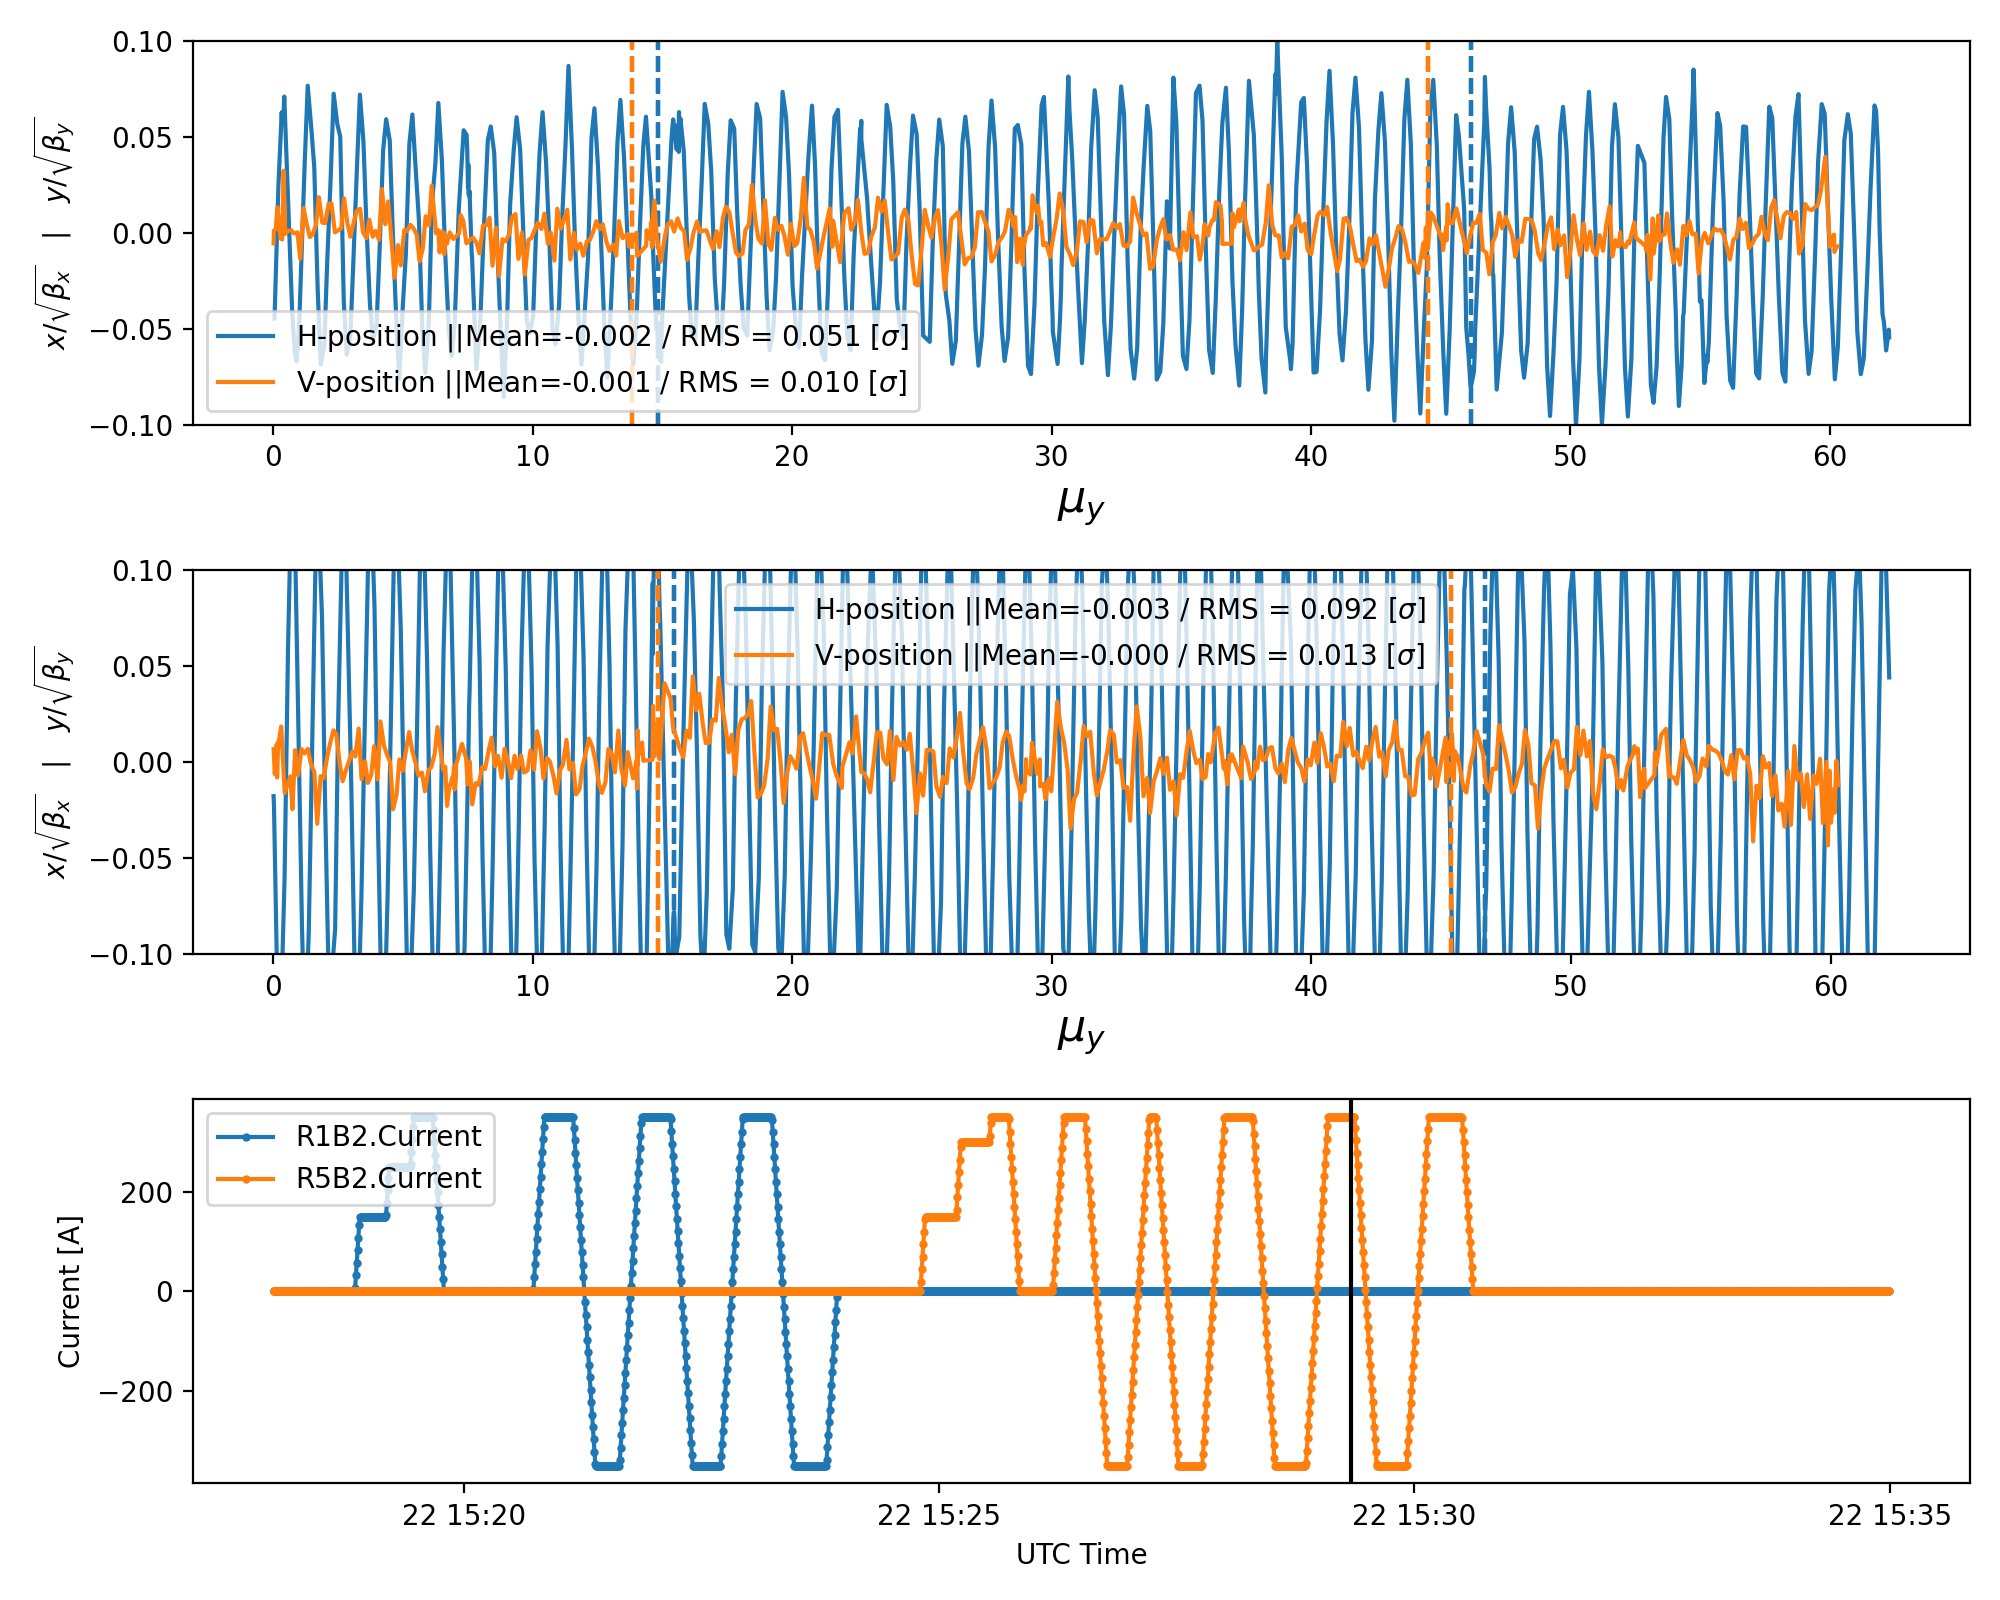 0.10
0.05
0.00
−0.05
−0.10
x/√βx | y/√βy
H-position ||Mean=-0.002 / RMS = 0.051 [σ]
V-position ||Mean=-0.001 / RMS = 0.010 [σ]
0 10 20 30 40 50 60
μy
0.10
0.05
0.00
−0.05
−0.10
x/√βx | y/√βy
H-position ||Mean=-0.003 / RMS = 0.092 [σ]
V-position ||Mean=-0.000 / RMS = 0.013 [σ]
0 10 20 30 40 50 60
μy
R1B2.Current
R5B2.Current
200
0
−200
Current [A]
22 15:20 22 15:25 22 15:30 22 15:35
UTC Time